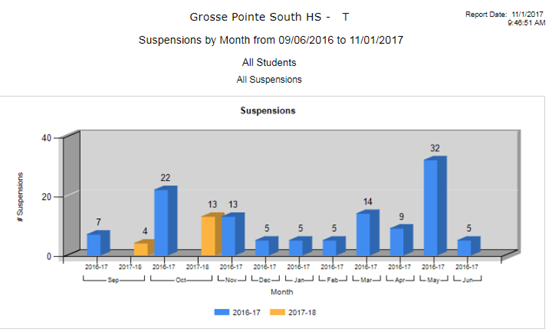 Grosse Pointe South HS - T
Report Date: 11/1/2017
9:46:51 AM
Suspensions by Month from 09/06/2016 to 11/01/2017
All Students
All Suspensions
Suspensions
# Suspensions
40
20
0
7 4 22 13 13 5 5 5 14 9 32 5
2016-17 2017-18 2016-17 2017-18 2016-17 2016-17 2016-17 2016-17 2016-17 2016-17 2016-17 2016-17
Sep Oct Nov Dec Jan Feb Mar Apr May Jun
Month
2016-17 2017-18